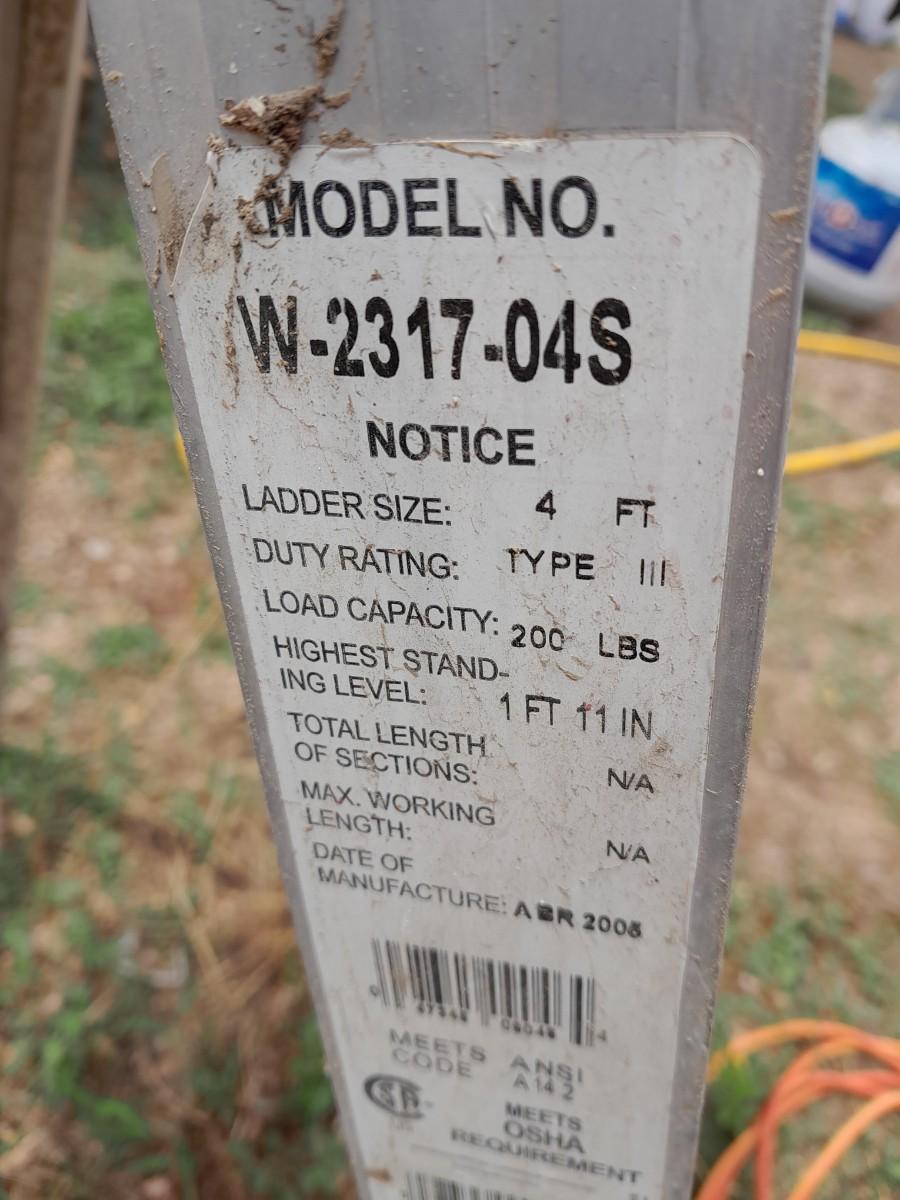 MODEL NO.
W-2317-04S
NOTICE
LADDER SIZE: 4 FT
DUTY RATING: TYPE III
LOAD CAPACITY: 200 LBS
HIGHEST STAND-
ING LEVEL: 1 FT 11 IN
TOTAL LENGTH
OF SECTIONS: N/A
MAX. WORKING
LENGTH: N/A
DATE OF
MANUFACTURE:
MEETS ANSI
CODE A 14 2
MEETS
OSHA
REQUIREMENT